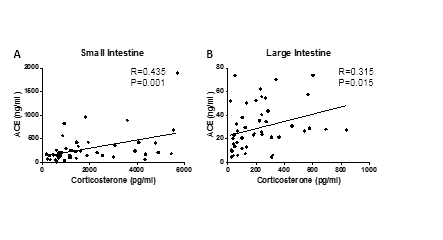 A Small Intestine
R=0.435
P=0.001
ACE (ng/ml )
2000
1500
1000
500
0
0 2000 4000 6000
Corticosterone (pg/ml)
B Large Intestine
R=0.315
P=0.015
ACE (ng/ml )
80
60
40
20
0
0 200 400 600 800 1000
Corticosterone (pg/ml)